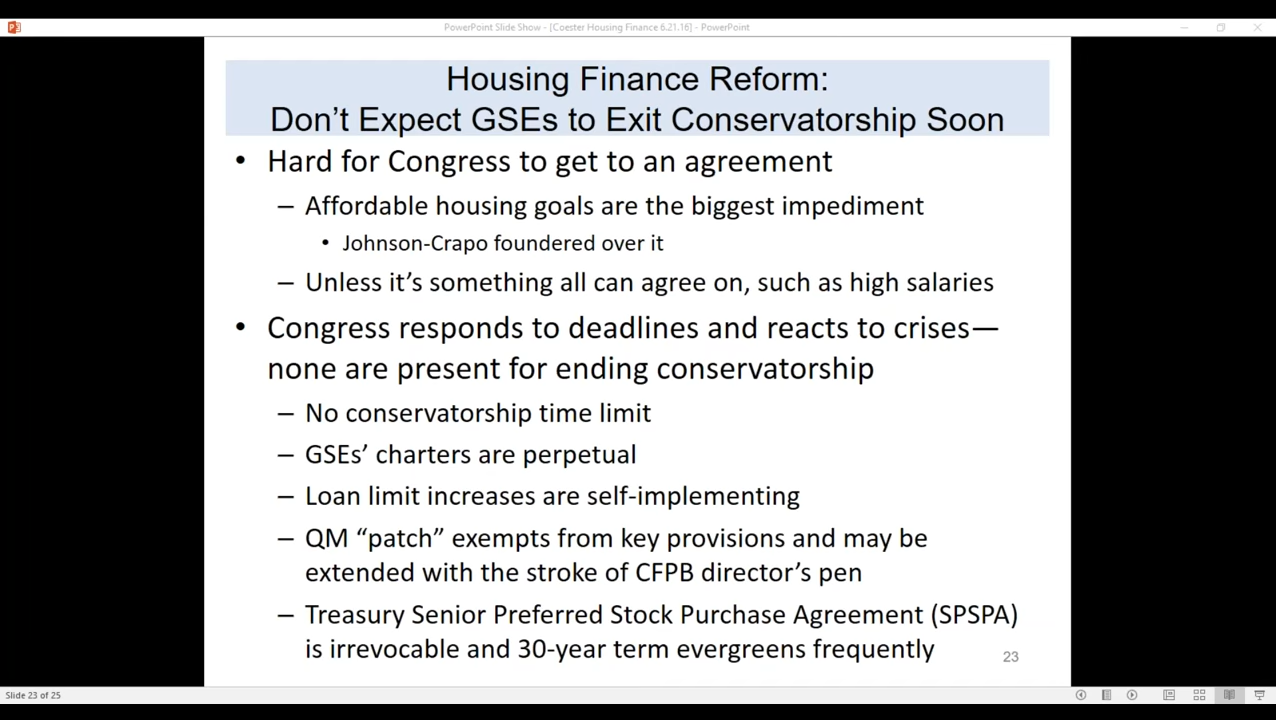 PowerPoint Slide Show - [Coester Housing Finance 6.21.16] - PowerPoint
Housing Finance Reform:
Don’t Expect GSEs to Exit Conservatorship Soon
• Hard for Congress to get to an agreement
– Affordable housing goals are the biggest impediment
• Johnson-Crapo foundered over it
– Unless it’s something all can agree on, such as high salaries
• Congress responds to deadlines and reacts to crises—
none are present for ending conservatorship
– No conservatorship time limit
– GSEs’ charters are perpetual
– Loan limit increases are self-implementing
– QM “patch” exempts from key provisions and may be
extended with the stroke of CFPB director’s pen
– Treasury Senior Preferred Stock Purchase Agreement (SPSPA)
is irrevocable and 30-year term evergreens frequently
23
Slide 23 of 25